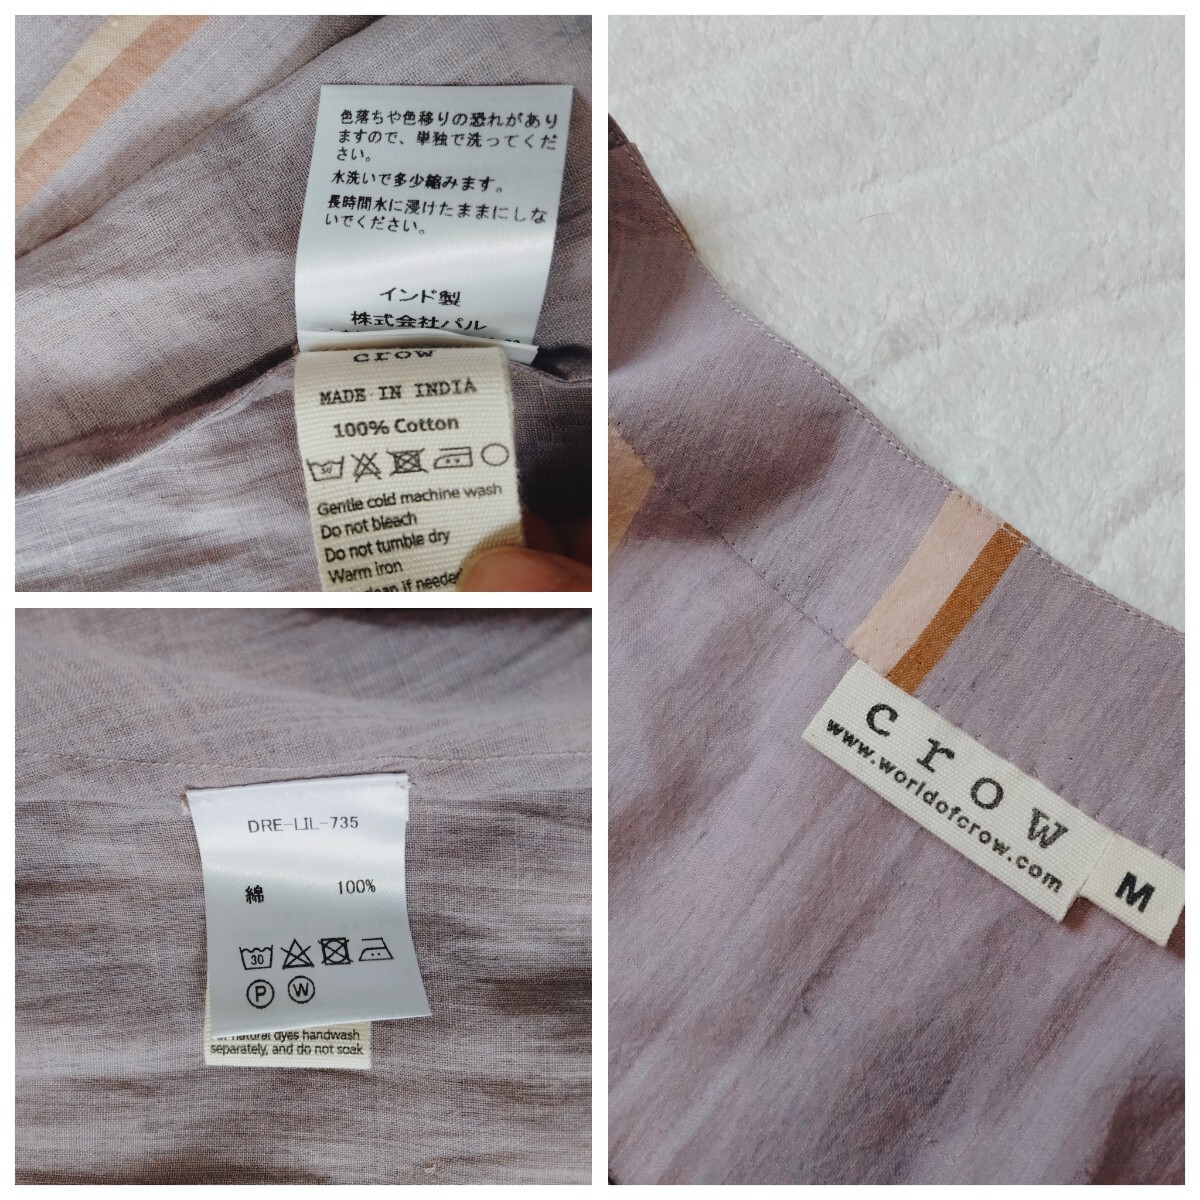 色落ちや色移りの恐れがあり
ますので、単独で洗ってくだ
さい。
水洗いで多少縮みます。
長時間水に浸けたままにしな
いでください。
インド製
株式会社パル
crow
MADE IN INDIA
100% Cotton
30
Gentle cold machine wash
Do not bleach
Do not tumble dry
Warm iron
clean if needed
DRE-LIL-735
綿 100%
30
P W
natural dyes handwash
separately, and do not soak
crow
www.worldofcrow.com
M